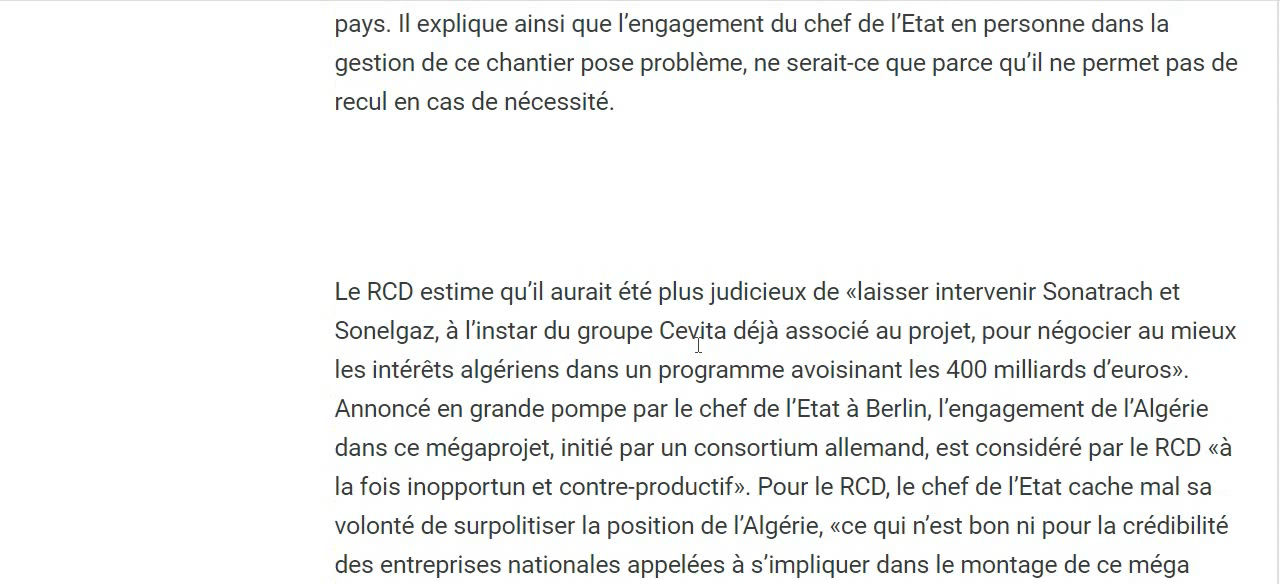 pays. Il explique ainsi que l’engagement du chef de l’Etat en personne dans la
gestion de ce chantier pose problème, ne serait-ce que parce qu’il ne permet pas de
recul en cas de nécessité.
Le RCD estime qu’il aurait été plus judicieux de «laisser intervenir Sonatrach et
Sonelgaz, à l’instar du groupe Cevita déjà associé au projet, pour négocier au mieux
les intérêts algériens dans un programme avoisinant les 400 milliards d’euros».
Annoncé en grande pompe par le chef de l’Etat à Berlin, l’engagement de l’Algérie
dans ce mégaprojet, initié par un consortium allemand, est considéré par le RCD «à
la fois inopportun et contre-productif». Pour le RCD, le chef de l’Etat cache mal sa
volonté de surpolitiser la position de l’Algérie, «ce qui n’est bon ni pour la crédibilité
des entreprises nationales appelées à s’impliquer dans le montage de ce méga